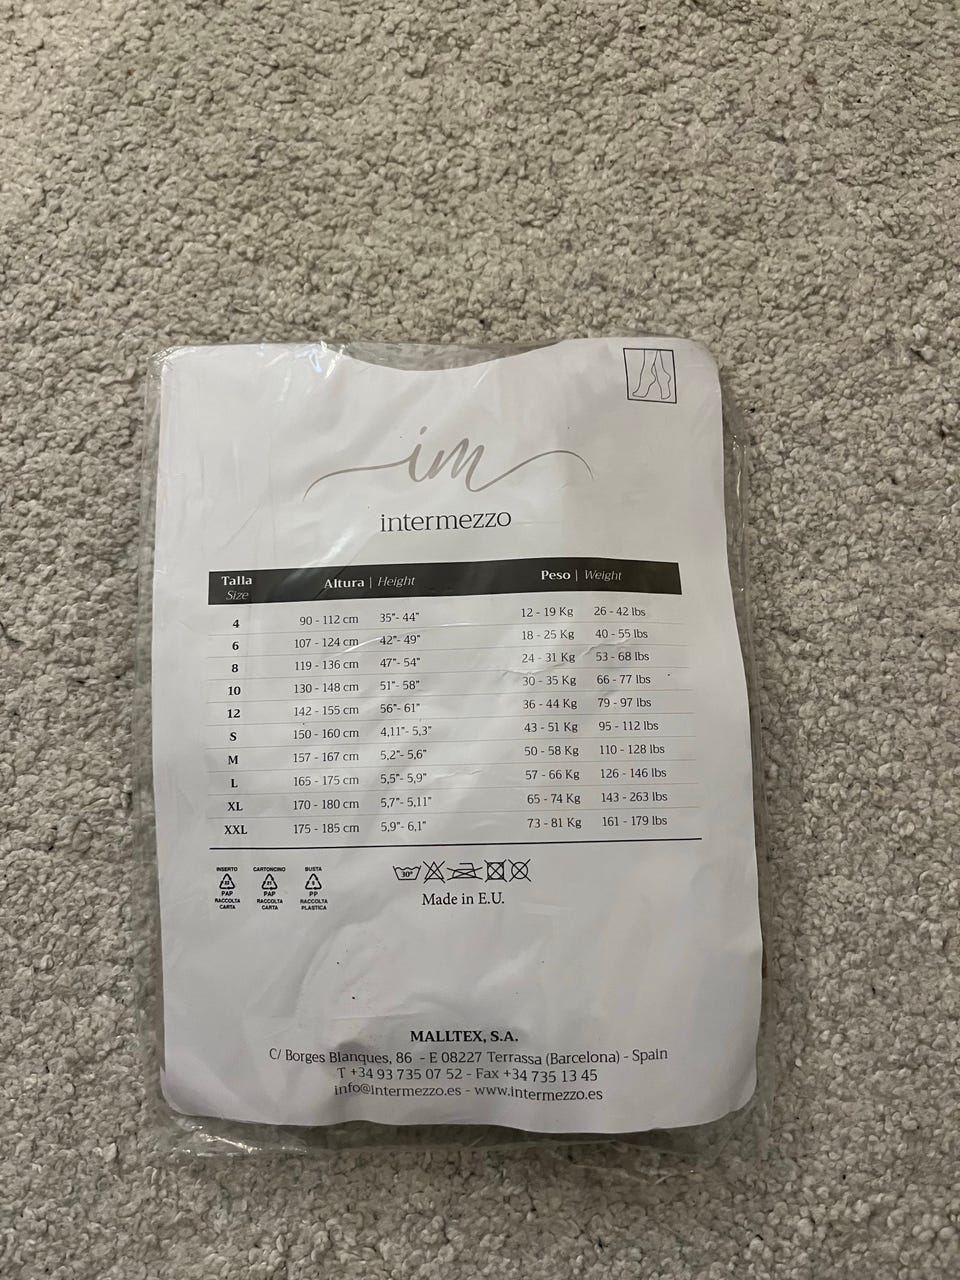 im
intermezzo
Talla Altura | Height Peso | Weight
Size
4 90 - 112 cm 35"- 44" 12 - 19 Kg 26 - 42 lbs
6 107 - 124 cm 42"- 49" 18 - 25 Kg 40 - 55 lbs
8 119 - 136 cm 47"- 54" 24 - 31 Kg 53 - 68 lbs
10 130 - 148 cm 51"- 58" 30 - 35 Kg 66 - 77 lbs
12 142 - 155 cm 56"- 61" 36 - 44 Kg 79 - 97 lbs
S 150 - 160 cm 4,11"- 5,3" 43 - 51 Kg 95 - 112 lbs
M 157 - 167 cm 5,2"- 5,6" 50 - 58 Kg 110 - 128 lbs
L 165 - 175 cm 5,5"- 5,9" 57 - 66 Kg 126 - 146 lbs
XL 170 - 180 cm 5,7"- 5,11" 65 - 74 Kg 143 - 263 lbs
XXL 175 - 185 cm 5,9"- 6,1" 73 - 81 Kg 161 - 179 lbs
INSERTO CARTONCINO BUSTA
22 21 5 30°
PAP PAP PP
RACCOLTA RACCOLTA RACCOLTA
CARTA CARTA PLASTICA
Made in E.U.
MALLTEX, S.A.
C/ Borges Blanques, 86 - E 08227 Terrassa (Barcelona) - Spain
T +34 93 735 07 52 - Fax +34 735 13 45
info@intermezzo.es - www.intermezzo.es